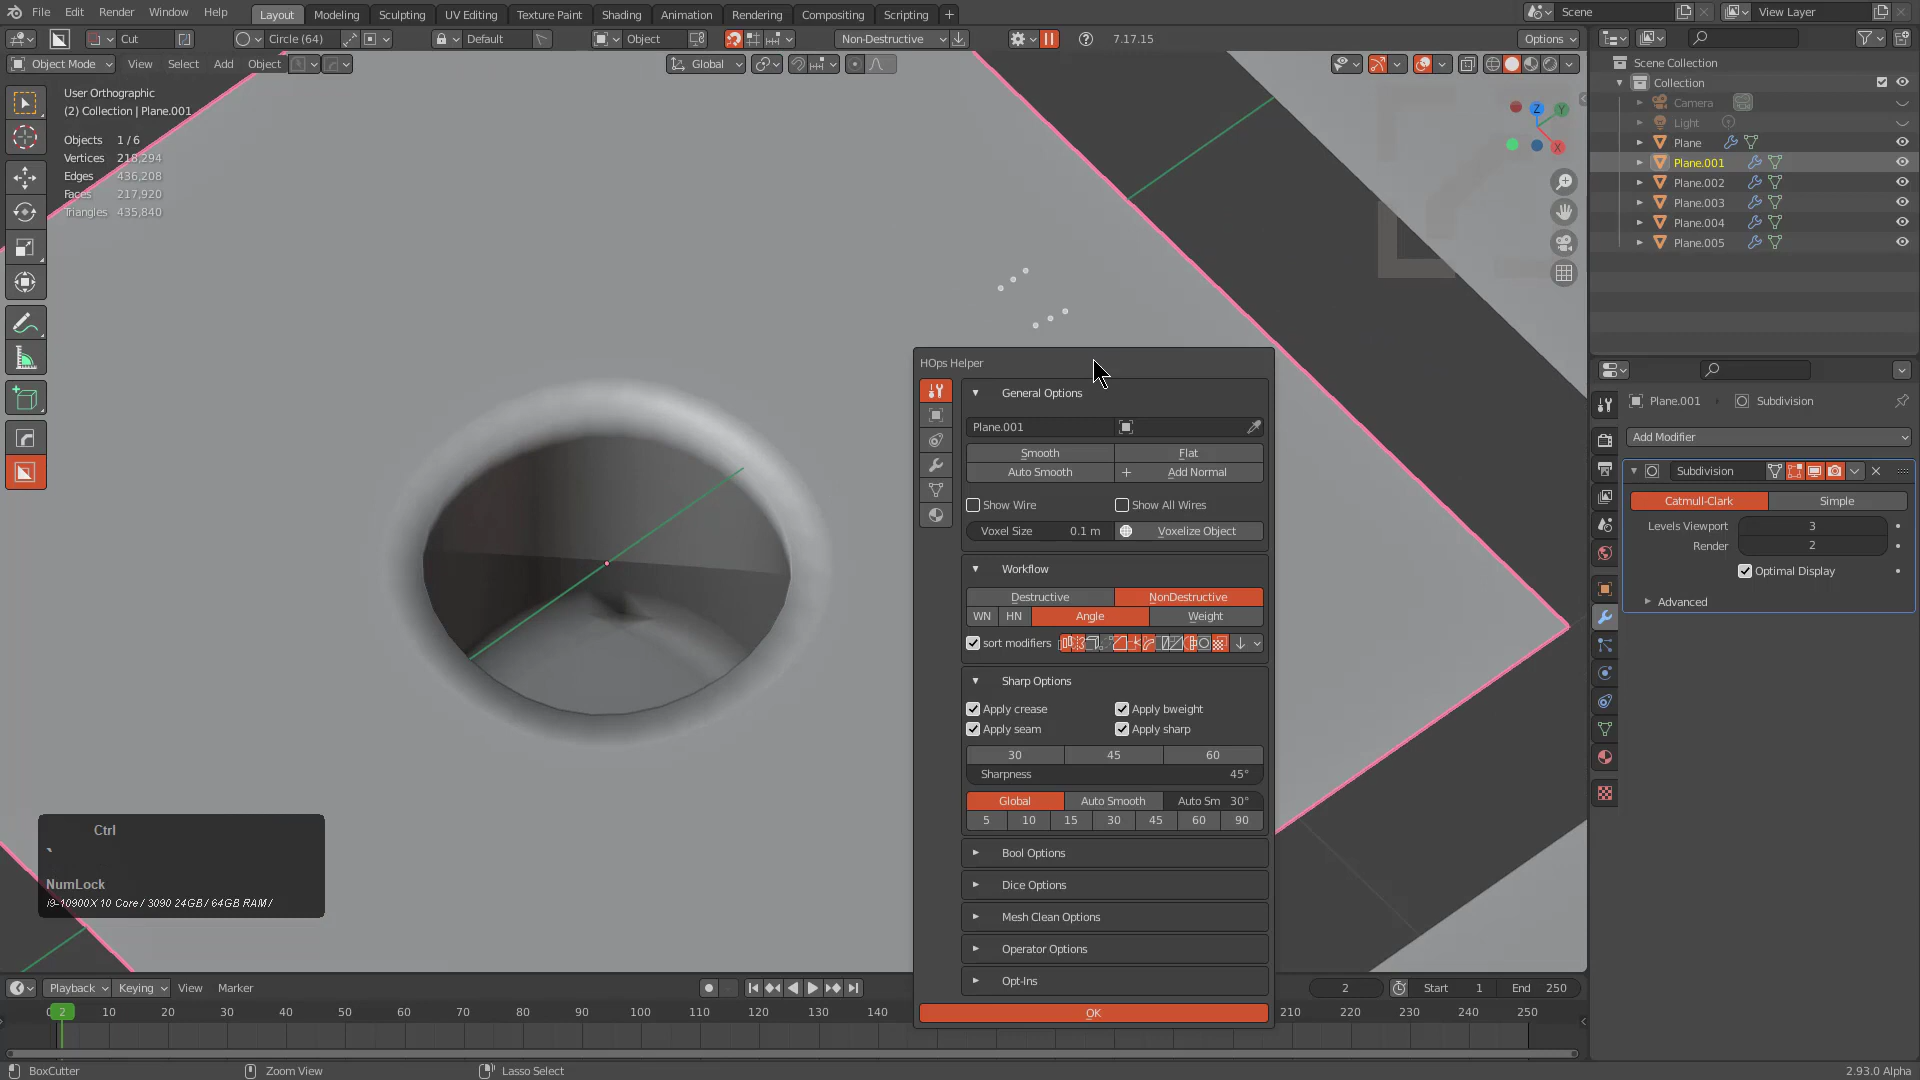 File Edit Render Window Help Layout Modeling Sculpting UV Editing Texture Paint Shading Animation Rendering Compositing Scripting + Scene View Layer
Cut Circle (64) Default Object Non-Destructive 7.17.15 Options
Object Mode View Select Add Object Global
User Orthographic
(2) Collection | Plane.001
Objects 1/6
Vertices 218,294
Edges 436,208
Faces 217,920
Triangles 435,840
Z
Y
X
Scene Collection
Collection
Camera
Light
Plane
Plane.001
Plane.002
Plane.003
Plane.004
Plane.005
Plane.001 Subdivision
Add Modifier
Subdivision
Catmull-Clark Simple
Levels Viewport 3
Render 2
Optimal Display
Advanced
HOps Helper
General Options
Plane.001
Smooth Flat
Auto Smooth Add Normal
Show Wire Show All Wires
Voxel Size 0.1 m Voxelize Object
Workflow
Destructive NonDestructive
WN HN Angle Weight
sort modifiers
Sharp Options
Apply crease Apply bweight
Apply seam Apply sharp
30 45 60
Sharpness 45°
Global Auto Smooth Auto Sm 30°
5 10 15 30 45 60 90
Bool Options
Dice Options
Mesh Clean Options
Operator Options
Opt-Ins
OK
Ctrl
`
NumLock
i9-10900X 10 Core / 3090 24GB / 64GB RAM /
Playback Keying View Marker 2 Start 1 End 250
0 2 10 20 30 40 50 60 70 80 90 100 110 120 130 140 210 220 230 240 250
BoxCutter Zoom View Lasso Select 2.93.0 Alpha